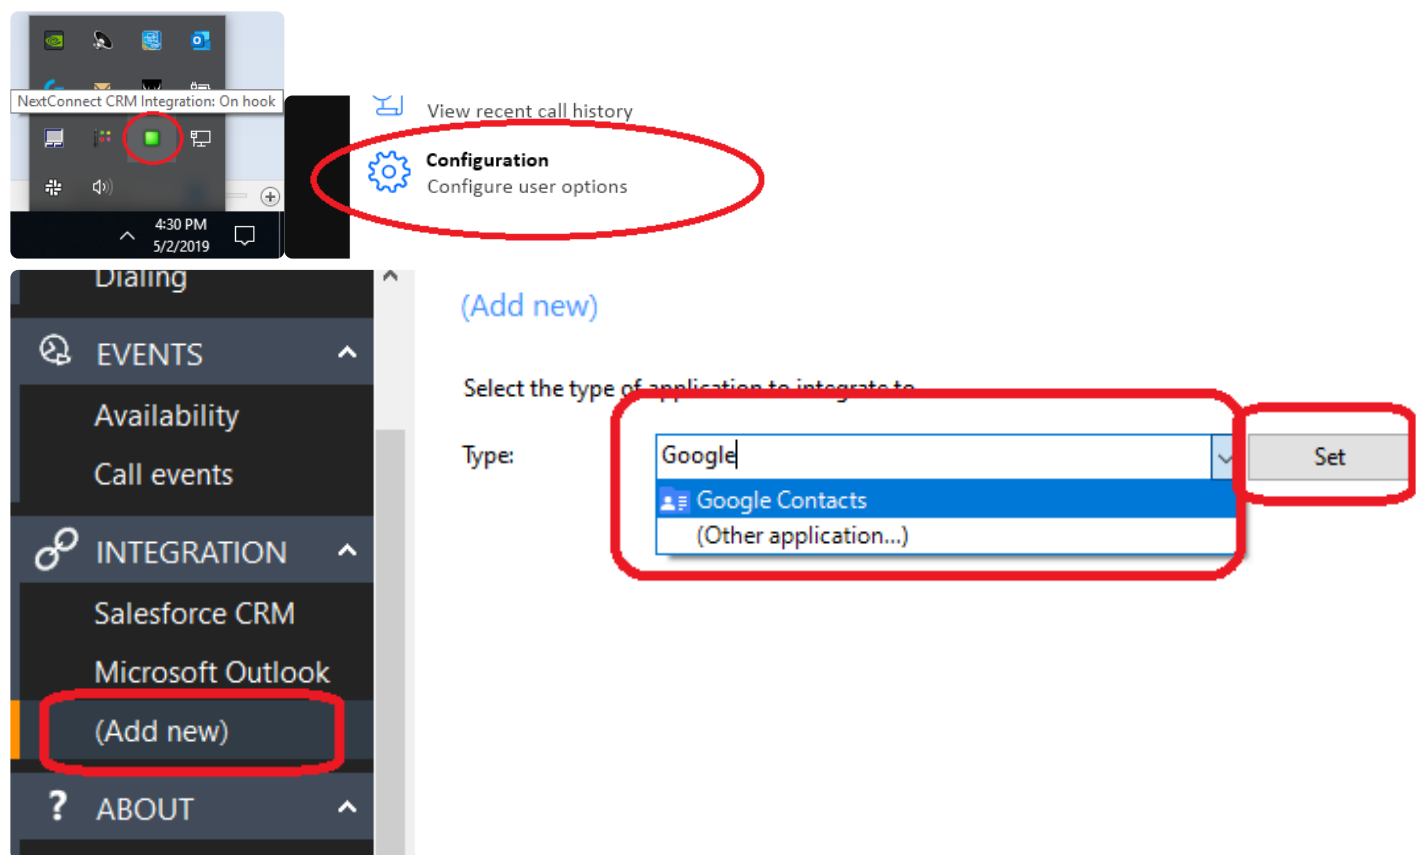 NextConnect CRM Integration: On hook
4:30 PM
5/2/2019
View recent call history
Configuration
Configure user options
Dialing
EVENTS
Availability
Call events
INTEGRATION
Salesforce CRM
Microsoft Outlook
(Add new)
? ABOUT
(Add new)
Select the type of application to integrate to
Type:
Google
Set
Google Contacts
(Other application...)